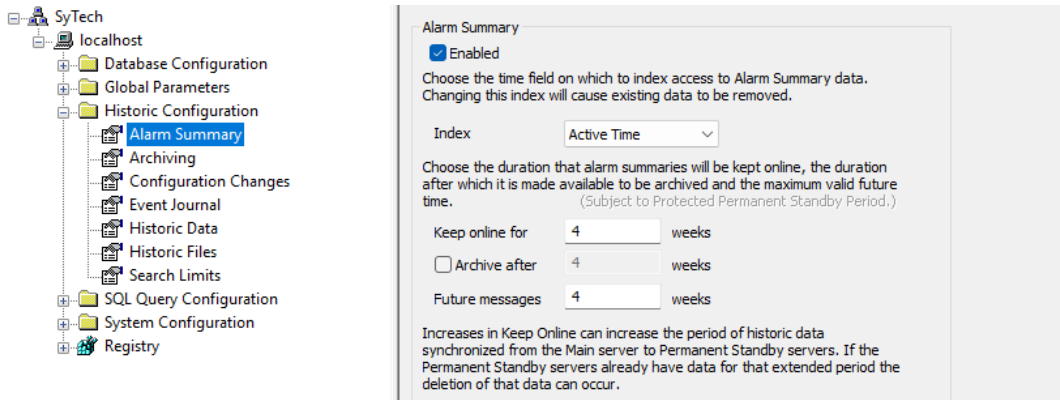 SyTech
localhost
Database Configuration
Global Parameters
Historic Configuration
Alarm Summary
Archiving
Configuration Changes
Event Journal
Historic Data
Historic Files
Search Limits
SQL Query Configuration
System Configuration
Registry
Alarm Summary
Enabled
Choose the time field on which to index access to Alarm Summary data.
Changing this index will cause existing data to be removed.
Index Active Time
Choose the duration that alarm summaries will be kept online, the duration
after which it is made available to be archived and the maximum valid future
time. (Subject to Protected Permanent Standby Period.)
Keep online for 4 weeks
Archive after 4 weeks
Future messages 4 weeks
Increases in Keep Online can increase the period of historic data
synchronized from the Main server to Permanent Standby servers. If the
Permanent Standby servers already have data for that extended period the
deletion of that data can occur.